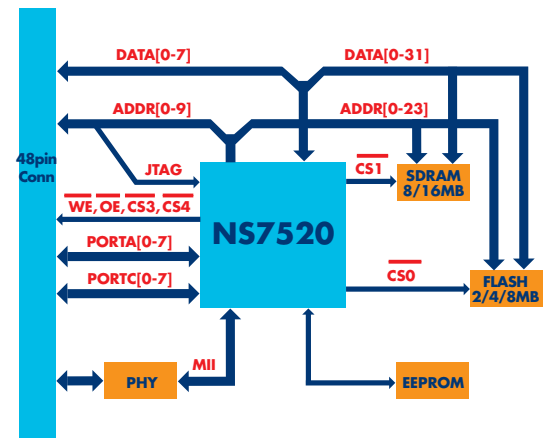 DATA[0-7]
DATA[0-31]
ADDR[0-9]
ADDR[0-23]
48pin
Conn
JTAG
CS1
SDRAM
8/16MB
WE, OE, CS3, CS4
NS7520
PORTA[0-7]
CS0
PORTC[0-7]
FLASH
2/4/8MB
MII
PHY
EEPROM